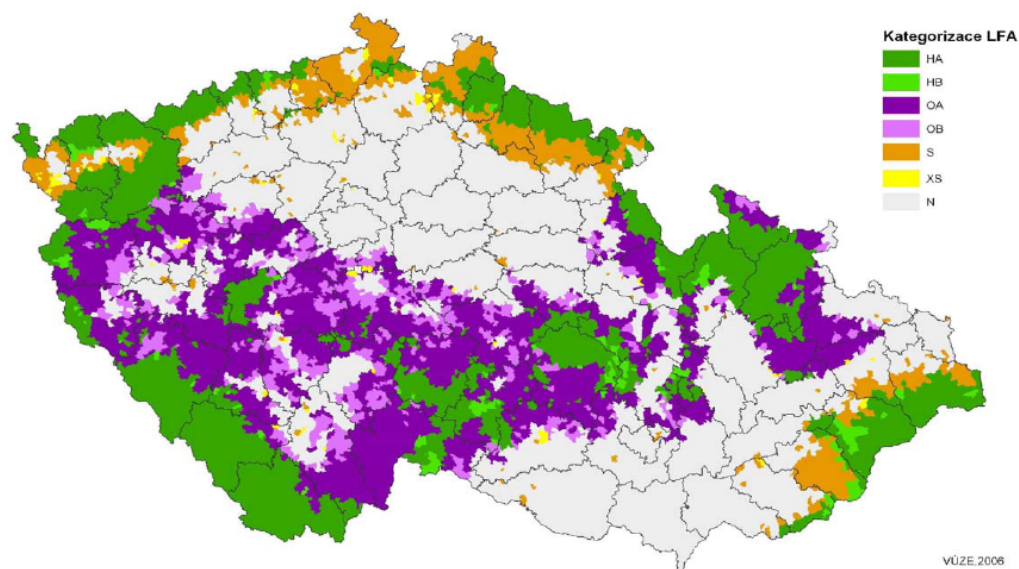 Kategorizace LFA
HA
HB
OA
OB
S
XS
N
VÚZE,2006